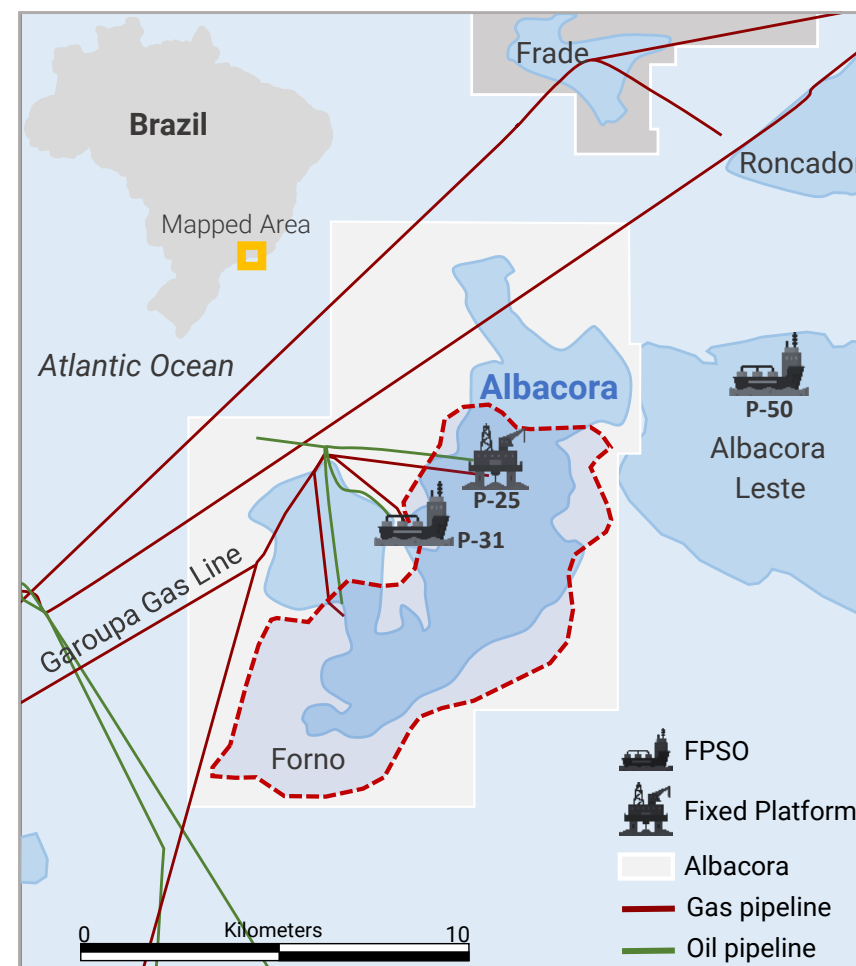 Frade
Brazil
Roncador
Mapped Area
Atlantic Ocean
Albacora
P-50
Albacora
Leste
P-25
P-31
Garoupa Gas Line
Forno
FPSO
Fixed Platform
Albacora
Gas pipeline
Oil pipeline
0 Kilometers 10